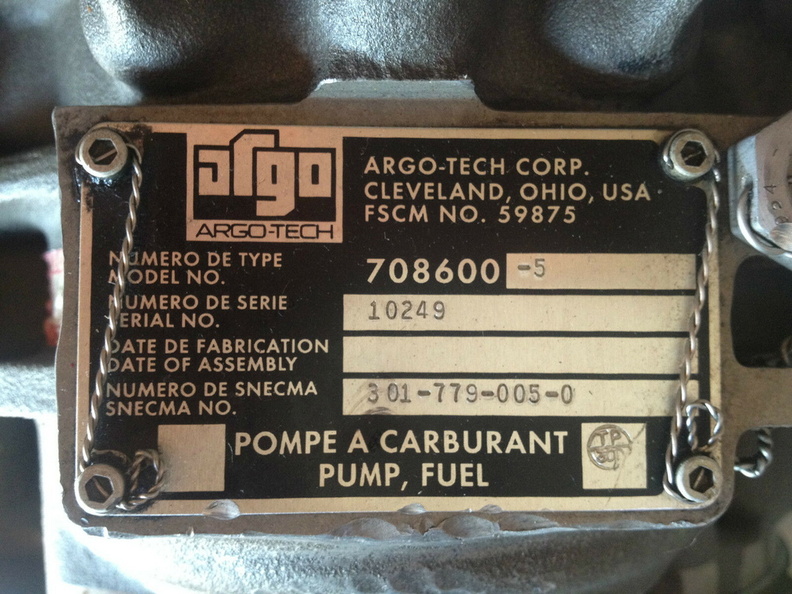 argo
ARGO-TECH
ARGO-TECH CORP.
CLEVELAND, OHIO, USA
FSCM NO. 59875
NUMERO DE TYPE
MODEL NO.
708600 -5
NUMERO DE SERIE
SERIAL NO.
10249
DATE DE FABRICATION
DATE OF ASSEMBLY
NUMERO DE SNECMA
SNECMA NO.
301-779-005-0
POMPE A CARBURANT
PUMP, FUEL